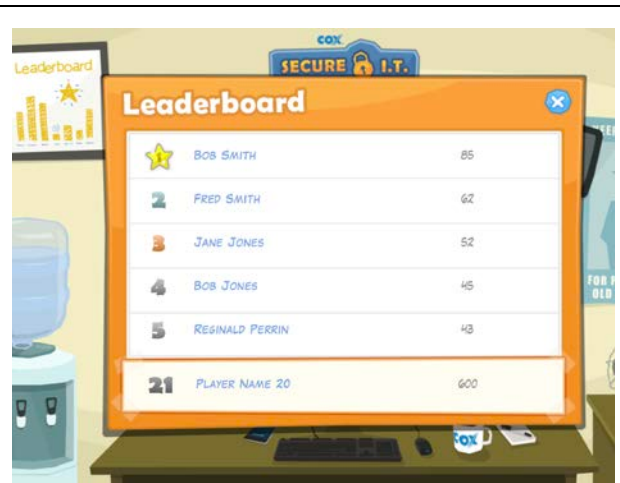 COX
SECURE I.T.
Leaderboard
Leaderboard
1 BOB SMITH 85
2 FRED SMITH 62
3 JANE JONES 52
4 BOB JONES 45
5 REGINALD PERRIN 43
21 PLAYER NAME 20 600
FOR
OLD
COX